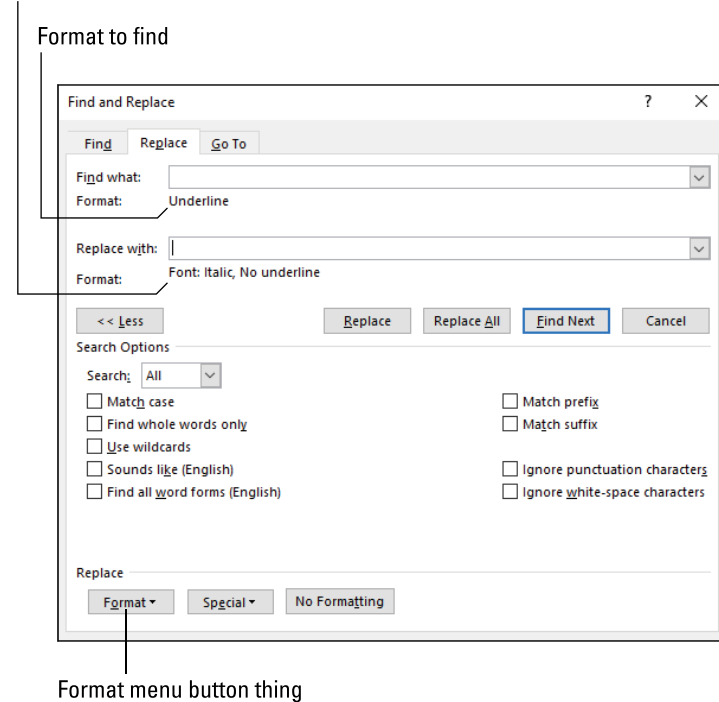 Format to find
Find and Replace ? ×
Find Replace Go To
Find what:
Format: Underline
Replace with:
Format: Font: Italic, No underline
<< Less Replace Replace All Find Next Cancel
Search Options
Search: All
Match case Match prefix
Find whole words only Match suffix
Use wildcards
Sounds like (English) Ignore punctuation characters
Find all word forms (English) Ignore white-space characters
Replace
Format Special No Formatting
Format menu button thing